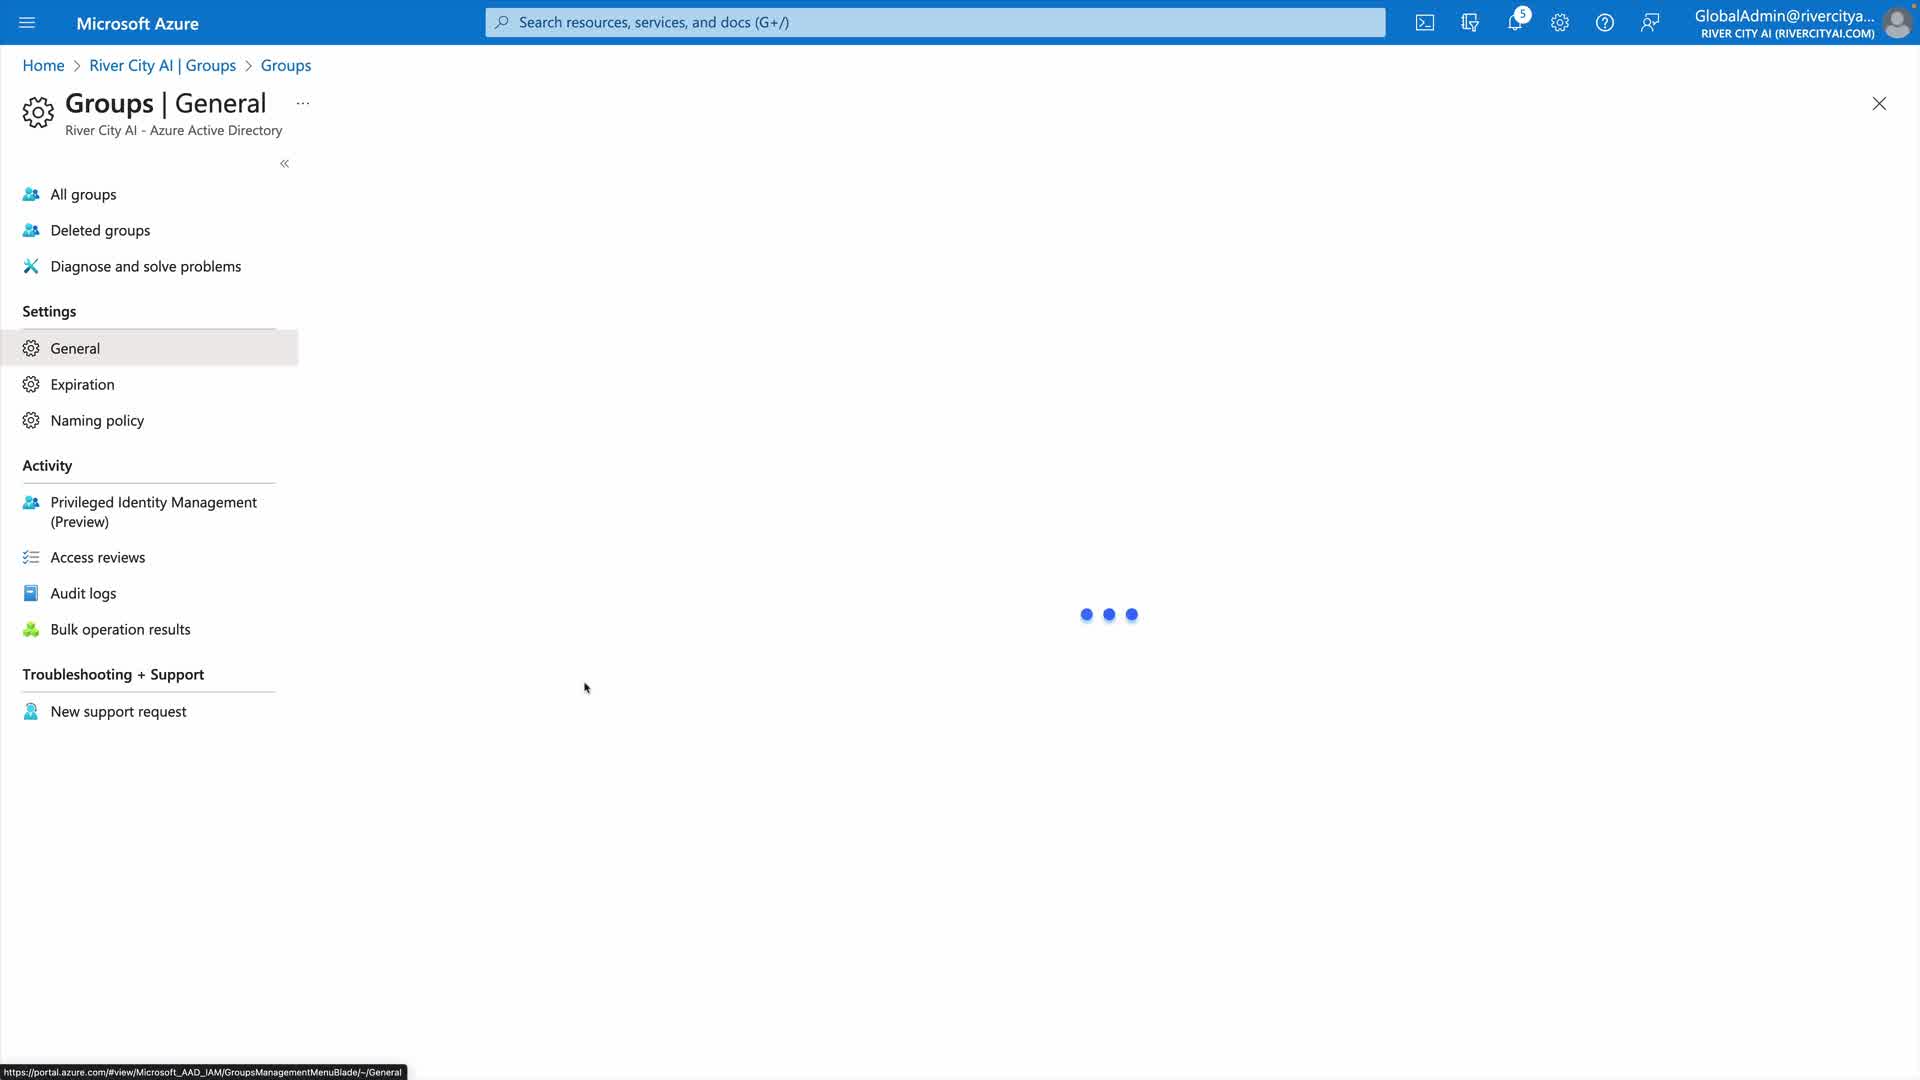 Microsoft Azure
Search resources, services, and docs (G+/)
5
GlobalAdmin@rivercitya...
RIVER CITY AI (RIVERCITYAI.COM)
Home > River City AI | Groups > Groups
Groups | General ...
River City AI - Azure Active Directory
«
All groups
Deleted groups
Diagnose and solve problems
Settings
General
Expiration
Naming policy
Activity
Privileged Identity Management
(Preview)
Access reviews
Audit logs
Bulk operation results
Troubleshooting + Support
New support request
https://portal.azure.com/#view/Microsoft_AAD_IAM/GroupsManagementMenuBlade/~/General